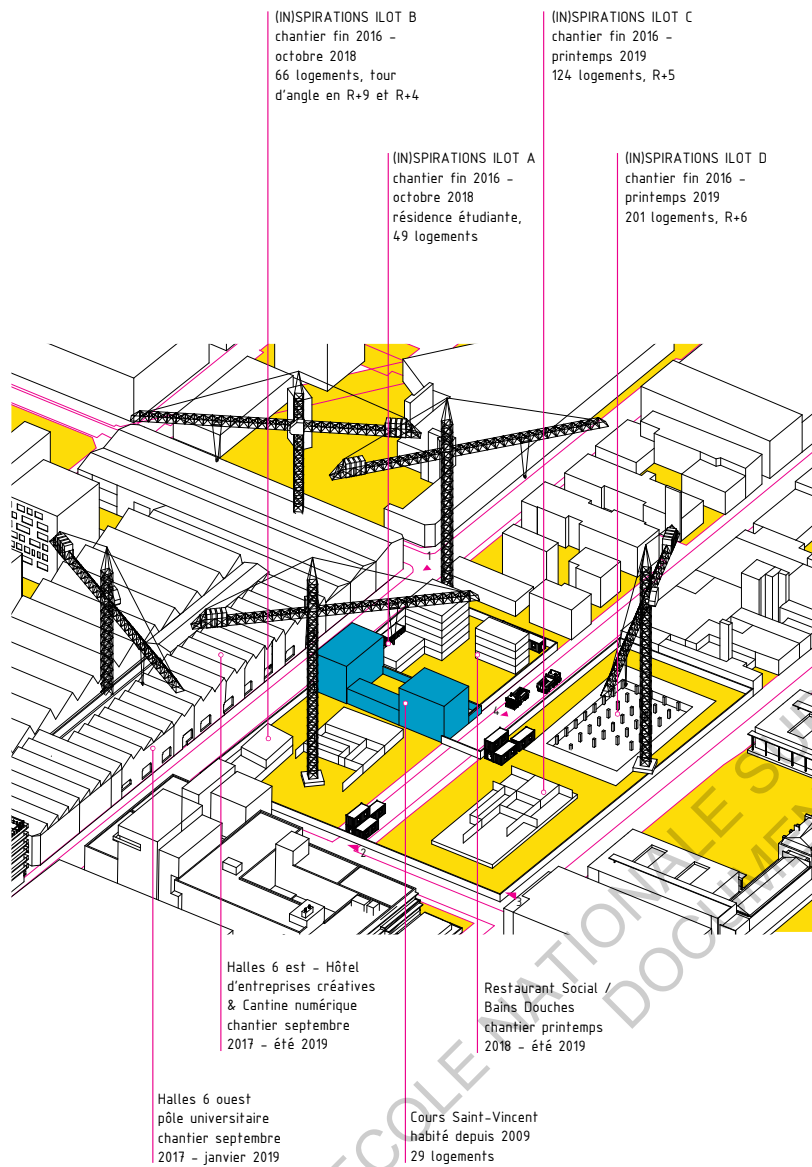 (IN)SPIRATIONS ILOT B
chantier fin 2016 -
octobre 2018
66 logements, tour
d'angle en R+9 et R+4
(IN)SPIRATIONS ILOT C
chantier fin 2016 -
printemps 2019
124 logements, R+5
(IN)SPIRATIONS ILOT A
chantier fin 2016 -
octobre 2018
résidence étudiante,
49 logements
(IN)SPIRATIONS ILOT D
chantier fin 2016 -
printemps 2019
201 logements, R+6
1
4
2
3
Halles 6 est - Hôtel
d'entreprises créatives
& Cantine numérique
chantier septembre
2017 - été 2019
Restaurant Social /
Bains Douches
chantier printemps
2018 - été 2019
Halles 6 ouest
pôle universitaire
chantier septembre
2017 - janvier 2019
Cours Saint-Vincent
habité depuis 2009
29 logements
ECOLE NATIONALE
DOCUMEN